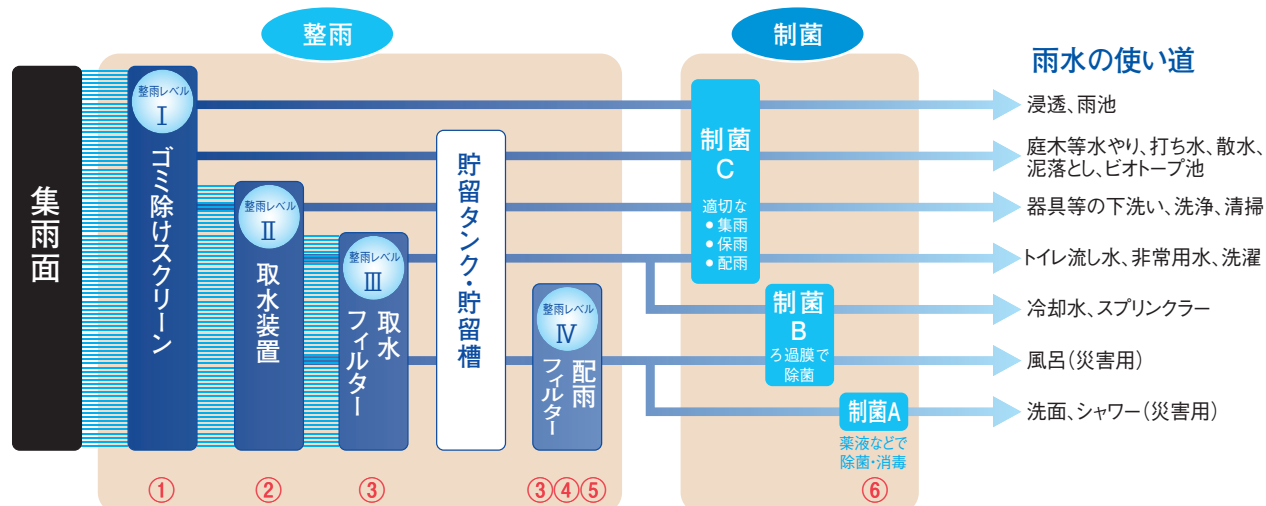 整雨
制菌
雨水の使い道
集雨面
整雨レベル
Ⅰ
ゴミ除けスクリーン
整雨レベル
Ⅱ
取水装置
整雨レベル
Ⅲ
取水
フィルター
貯留タンク・貯留槽
整雨レベル
Ⅳ
配雨
フィルター
制菌
C
適切な
●集雨
●保雨
●配雨
制菌
B
ろ過膜で
除菌
制菌A
薬液などで
除菌・消毒
浸透、雨池
庭木等水やり、打ち水、散水、
泥落とし、ビオトープ池
器具等の下洗い、洗浄、清掃
トイレ流し水、非常用水、洗濯
冷却水、スプリンクラー
風呂(災害用)
洗面、シャワー(災害用)
①
②
③
③④⑤
⑥